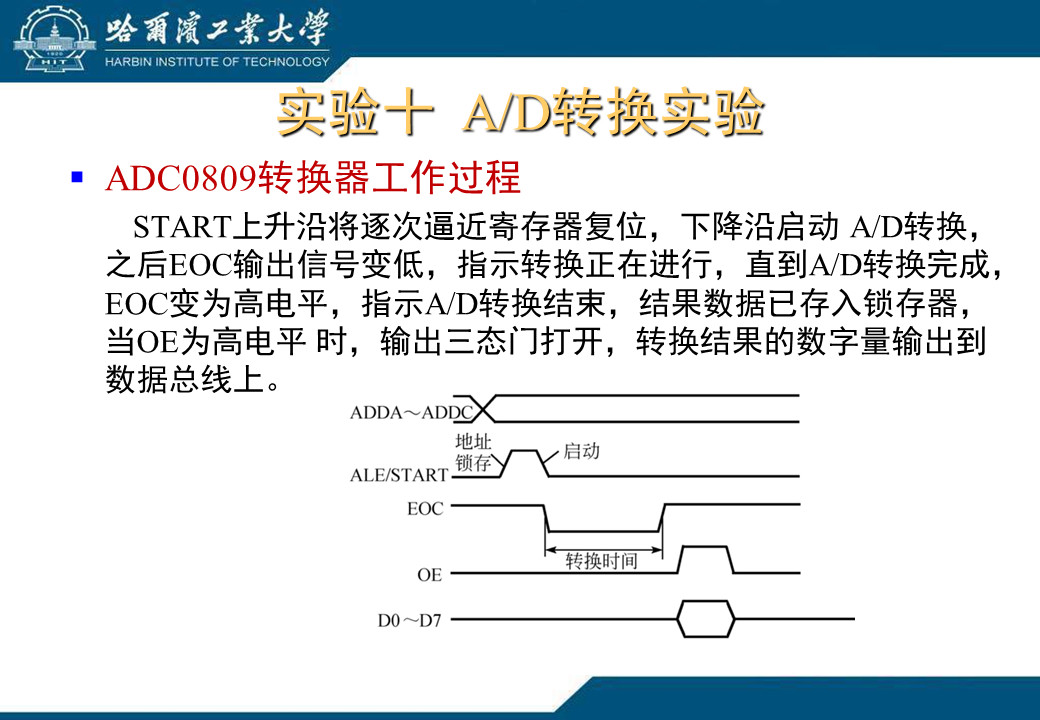 哈爾濱工業大學
HARBIN INSTITUTE OF TECHNOLOGY
HIT
实验十 A/D转换实验
ADC0809转换器工作过程
START上升沿将逐次逼近寄存器复位，下降沿启动 A/D转换，
之后EOC输出信号变低，指示转换正在进行，直到A/D转换完成，
EOC变为高电平，指示A/D转换结束，结果数据已存入锁存器，
当OE为高电平 时，输出三态门打开，转换结果的数字量输出到
数据总线上。
ADDA～ADDC
地址
锁存
启动
ALE/START
EOC
转换时间
OE
D0～D7